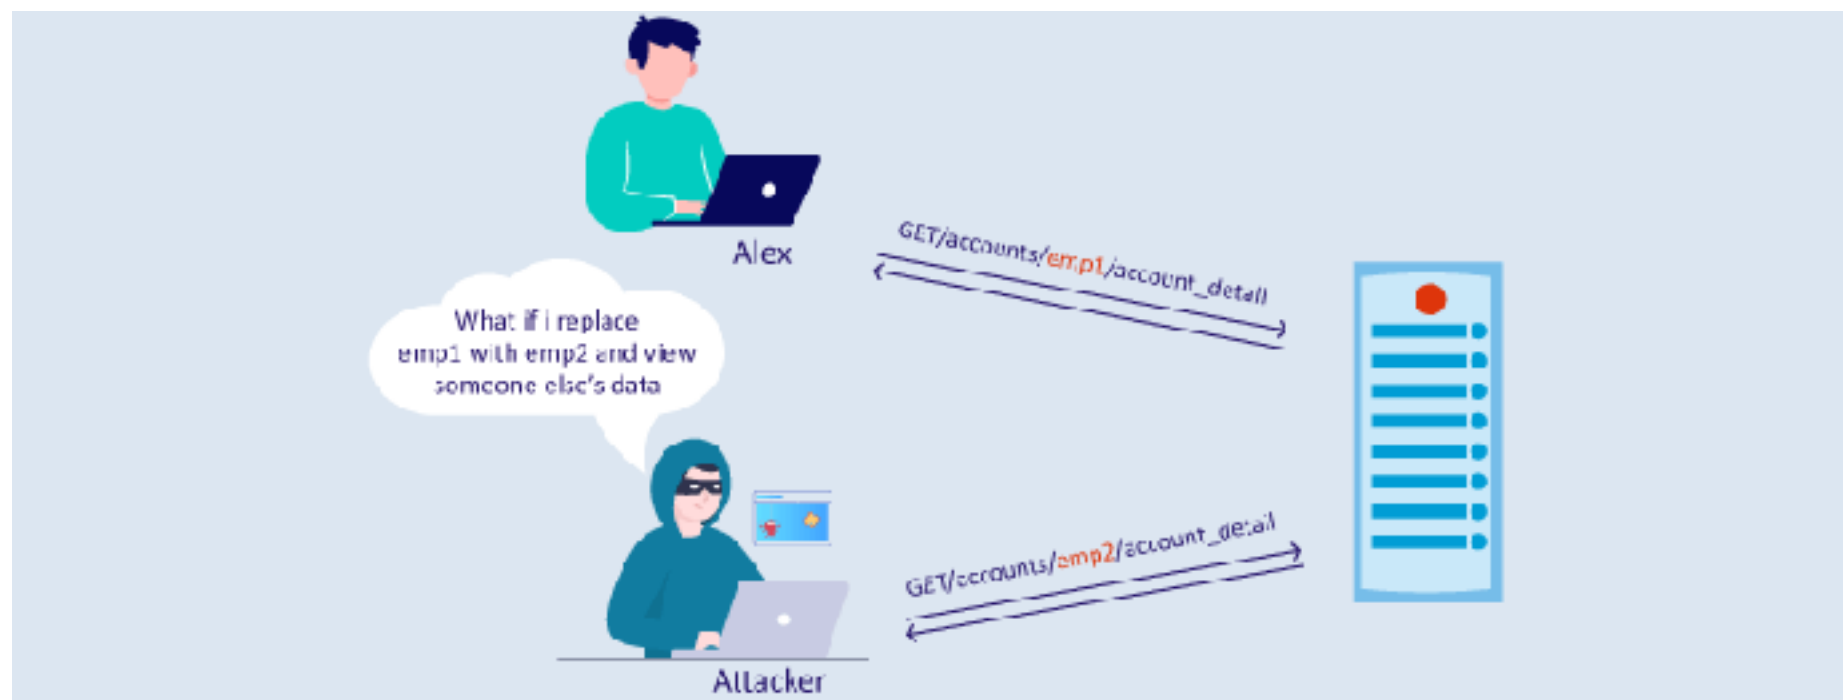 Alex
GET/accounts/emp1/account_detail
What if i replace
emp1 with emp2 and view
someone else's data
GET/accounts/emp2/account_detail
Attacker